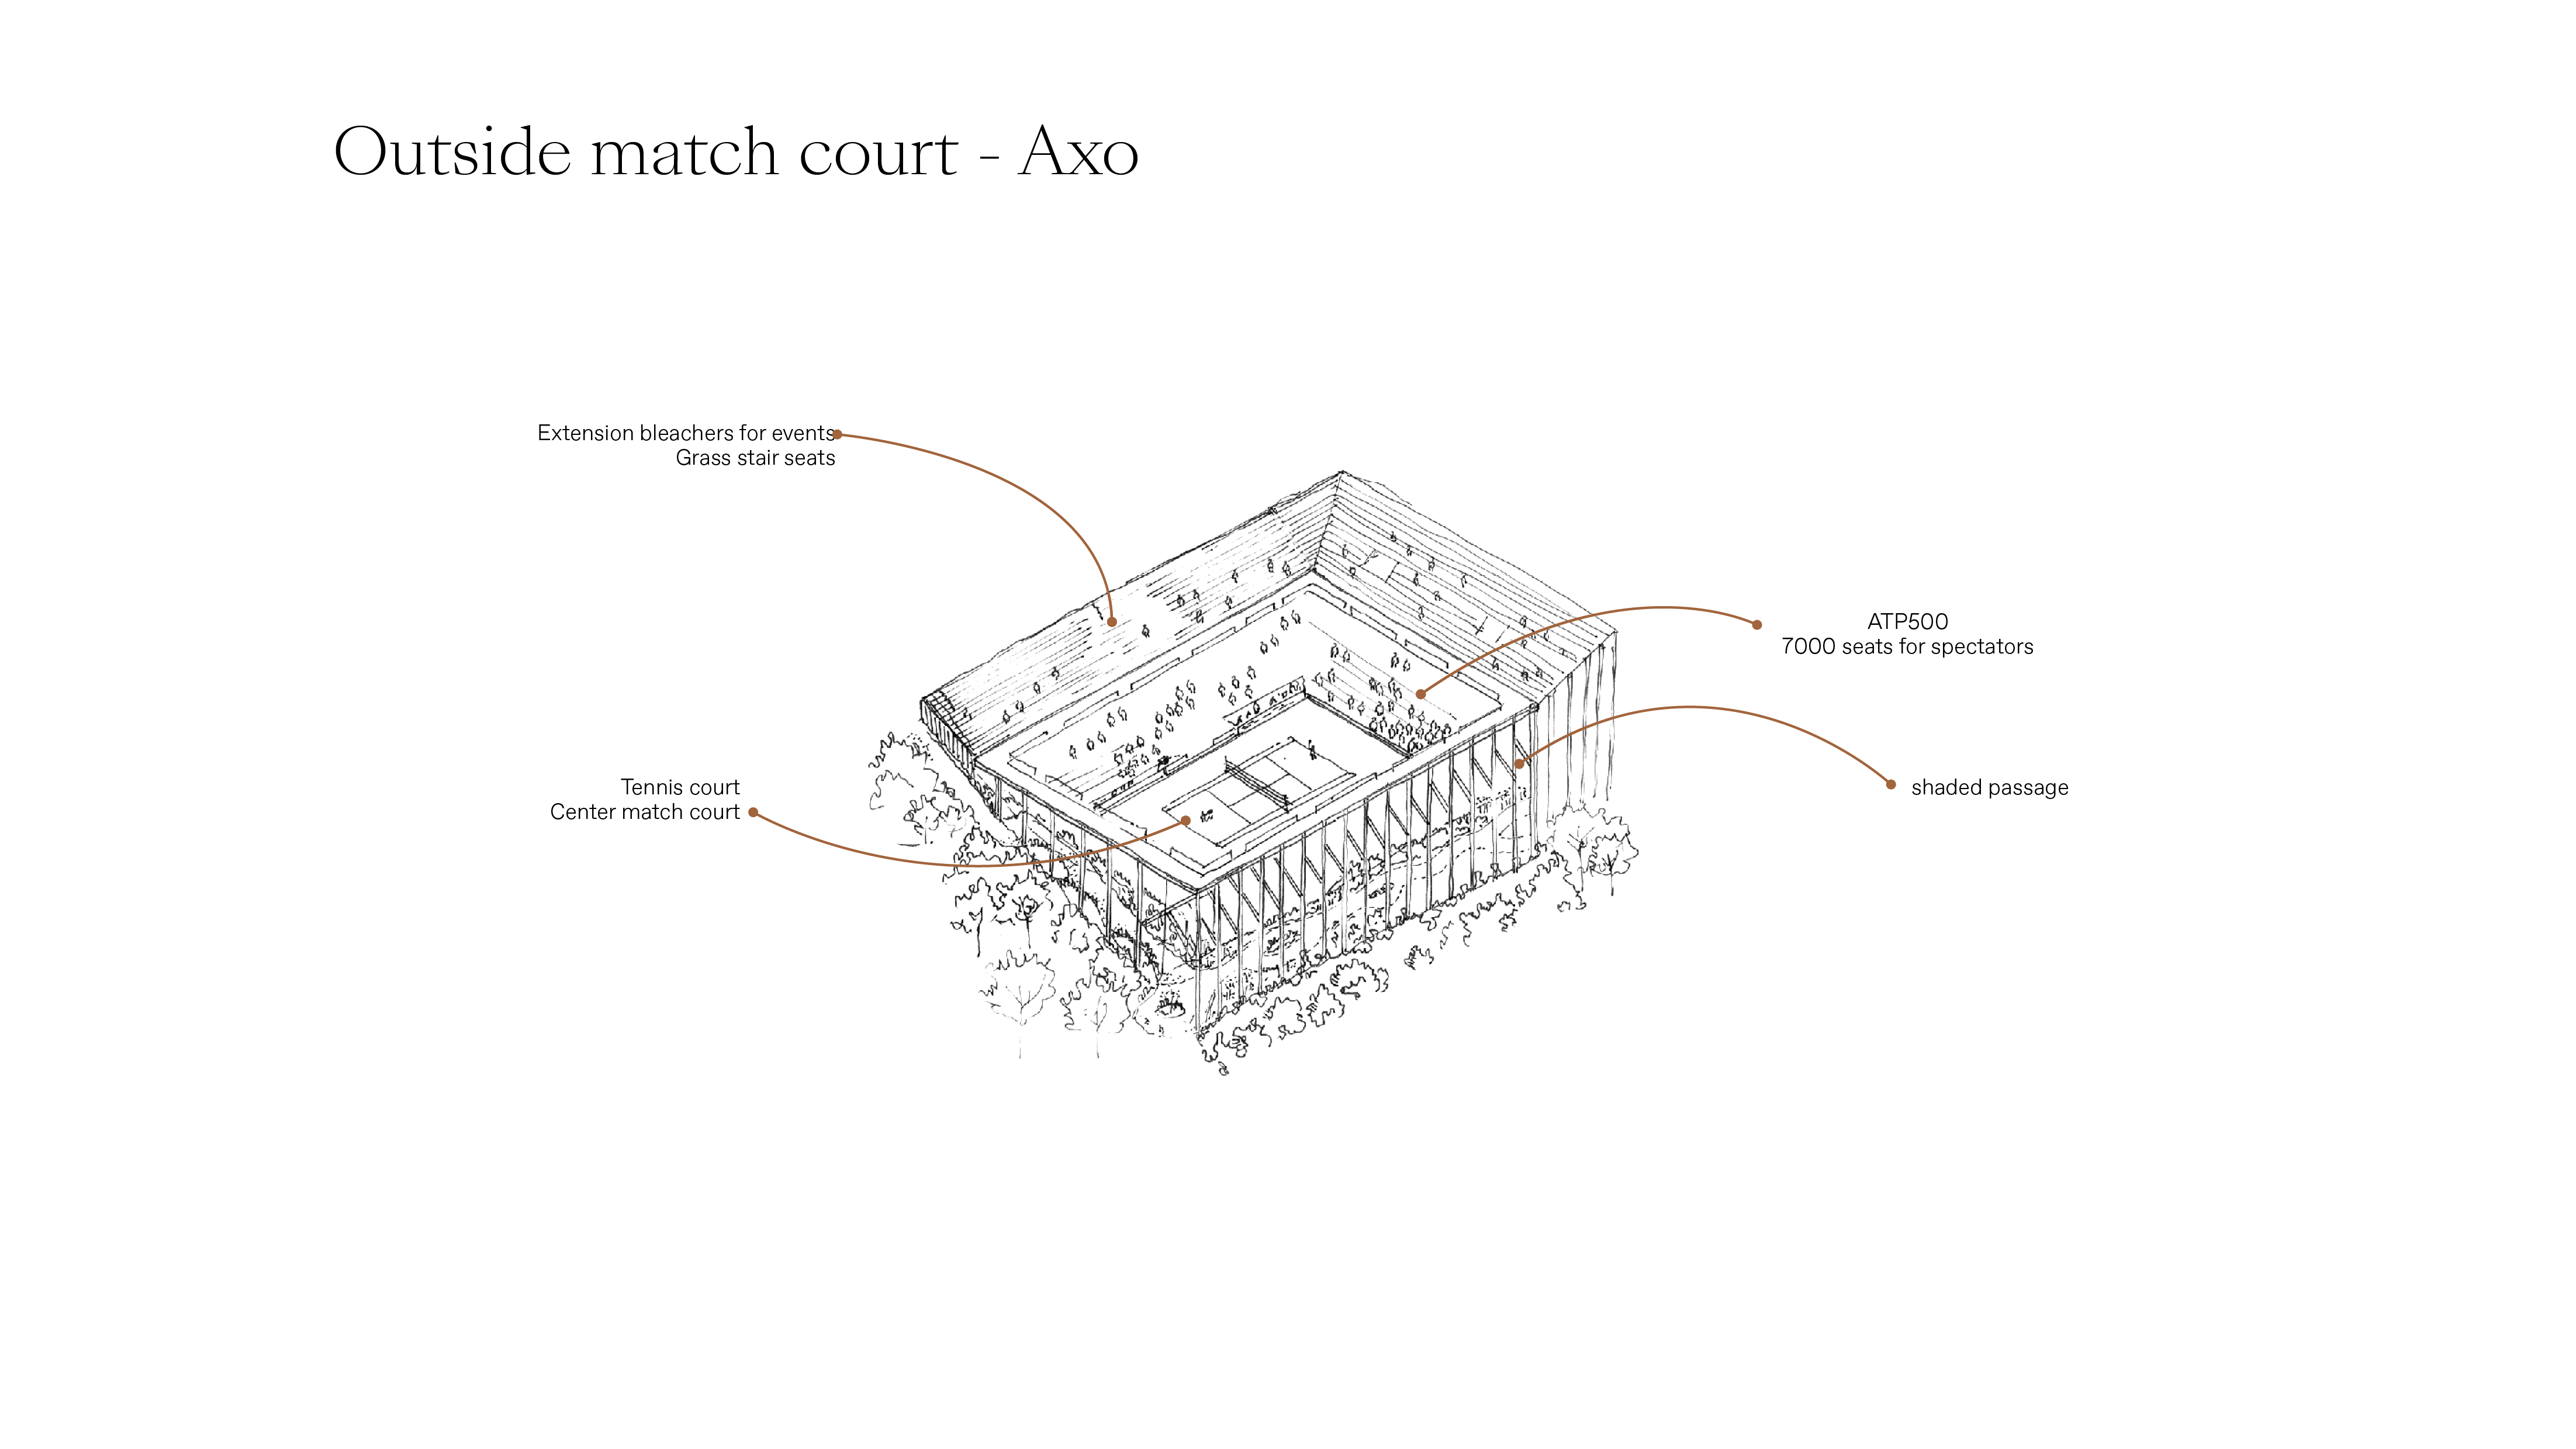 Outside match court - Axo
Extension bleachers for events
Grass stair seats
ATP500
7000 seats for spectators
Tennis court
Center match court
shaded passage